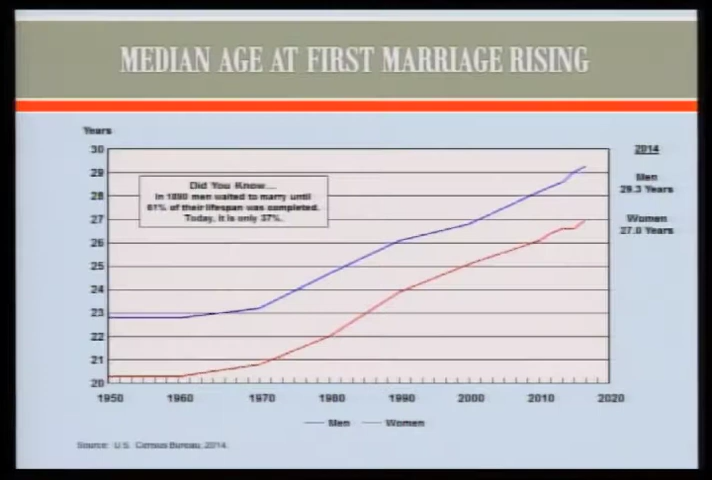 MEDIAN AGE AT FIRST MARRIAGE RISING
Years
30
29
28
27
26
25
24
23
22
21
20
Did You Know...
In 1890 men waited to marry until
61% of their lifespan was completed.
Today, it is only 37%.
1950 1960 1970 1980 1990 2000 2010 2020
Men Women
2014
Men
29.3 Years
Women
27.0 Years
Source: U.S. Census Bureau, 2014.